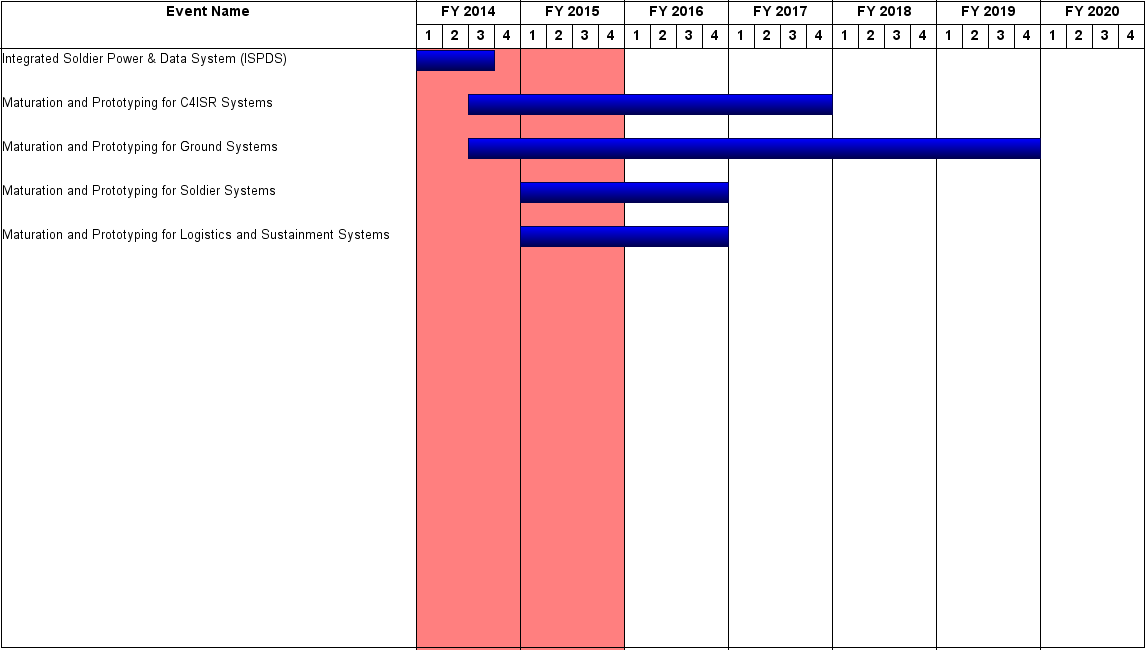 Event Name FY 2014 FY 2015 FY 2016 FY 2017 FY 2018 FY 2019 FY 2020
1 2 3 4 1 2 3 4 1 2 3 4 1 2 3 4 1 2 3 4 1 2 3 4 1 2 3 4
Integrated Soldier Power & Data System (ISPDS)
Maturation and Prototyping for C4ISR Systems
Maturation and Prototyping for Ground Systems
Maturation and Prototyping for Soldier Systems
Maturation and Prototyping for Logistics and Sustainment Systems